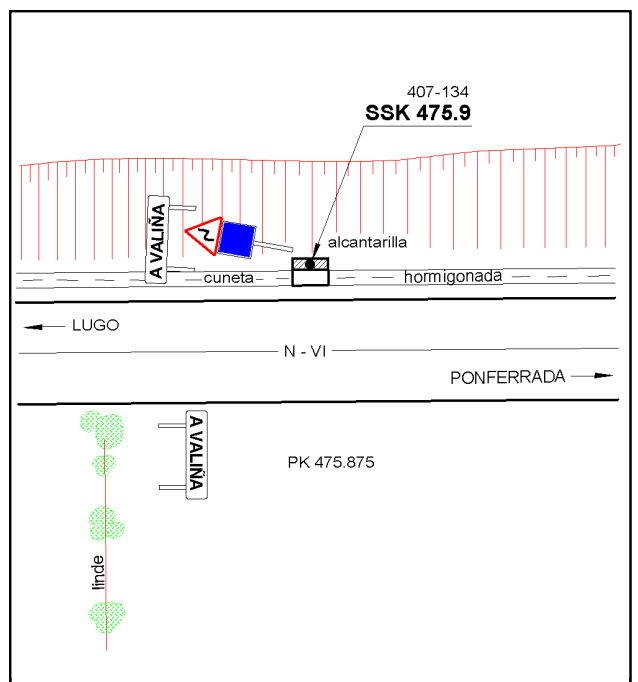 407-134
SSK 475.9
A VALIÑA
alcantarilla
cuneta
hormigonada
LUGO
N - VI
PONFERRADA
A VALIÑA
PK 475.875
linde